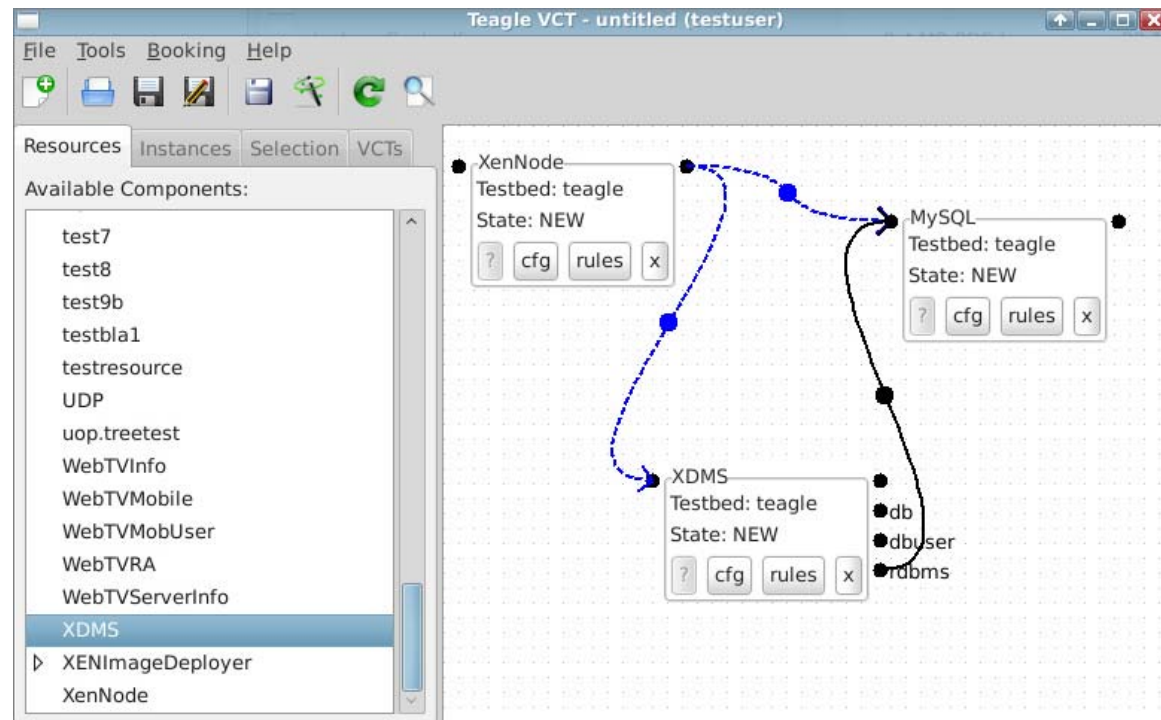 Teagle VCT - untitled (testuser)
File Tools Booking Help
Resources Instances Selection VCTs
Available Components:
test7
test8
test9b
testbla1
testresource
UDP
uop.treetest
WebTVInfo
WebTVMobile
WebTVMobUser
WebTVRA
WebTVServerInfo
XDMS
XENImageDeployer
XenNode
XenNode
Testbed: teagle
State: NEW
? cfg rules x
MySQL
Testbed: teagle
State: NEW
? cfg rules x
XDMS
Testbed: teagle
State: NEW
? cfg rules x
db
dbuser
rdbms